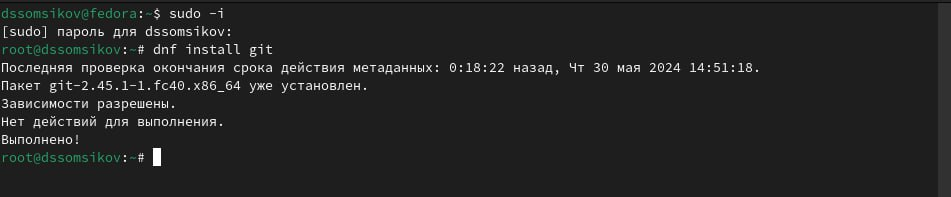 dssomsikov@fedora:~$ sudo -i
[sudo] пароль для dssomsikov:
root@dssomsikov:~# dnf install git
Последняя проверка окончания срока действия метаданных: 0:18:22 назад, Чт 30 мая 2024 14:51:18.
Пакет git-2.45.1-1.fc40.x86_64 уже установлен.
Зависимости разрешены.
Нет действий для выполнения.
Выполнено!
root@dssomsikov:~#